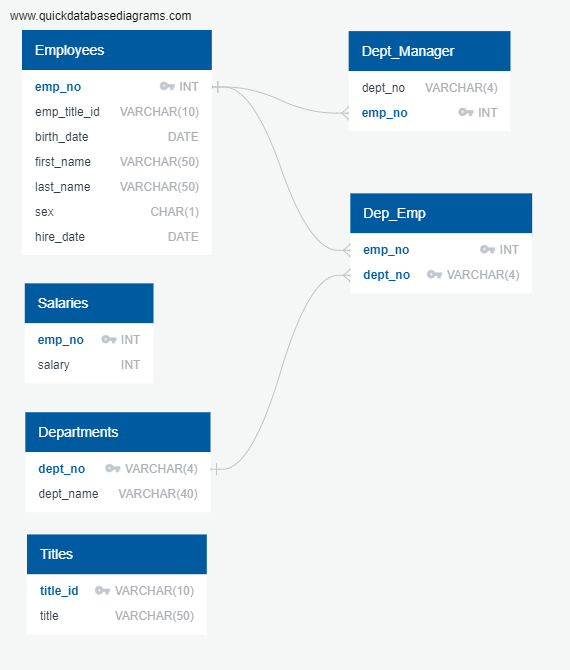 www.quickdatabasediagrams.com
Employees
emp_no INT
emp_title_id VARCHAR(10)
birth_date DATE
first_name VARCHAR(50)
last_name VARCHAR(50)
sex CHAR(1)
hire_date DATE
Dept_Manager
dept_no VARCHAR(4)
emp_no INT
Dep_Emp
emp_no INT
dept_no VARCHAR(4)
Salaries
emp_no INT
salary INT
Departments
dept_no VARCHAR(4)
dept_name VARCHAR(40)
Titles
title_id VARCHAR(10)
title VARCHAR(50)